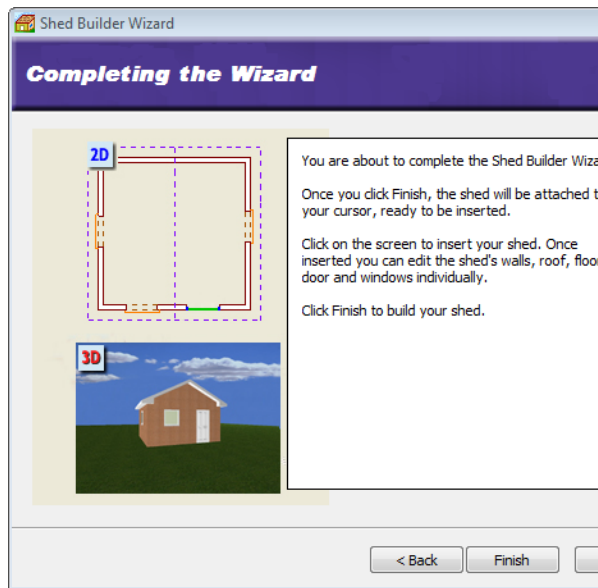 Shed Builder Wizard
Completing the Wizard
2D
You are about to complete the Shed Builder
Once you click Finish, the shed will be attached
your cursor, ready to be inserted.
Click on the screen to insert your shed. Once
inserted you can edit the shed's walls, roof, floor
door and windows individually.
Click Finish to build your shed.
3D
< Back
Finish